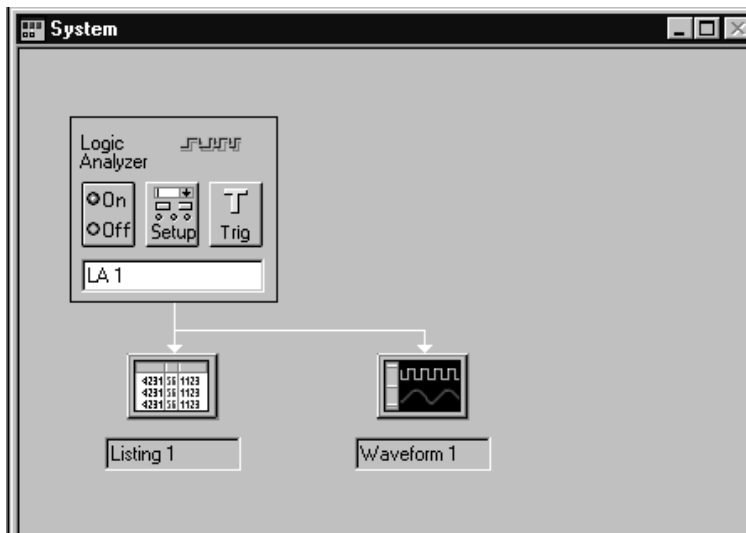 System
Logic
Analyzer
On
Off
Setup
Trig
LA 1
4231 56 1123
4231 56 1123
4231 56 1123
Listing 1
Waveform 1